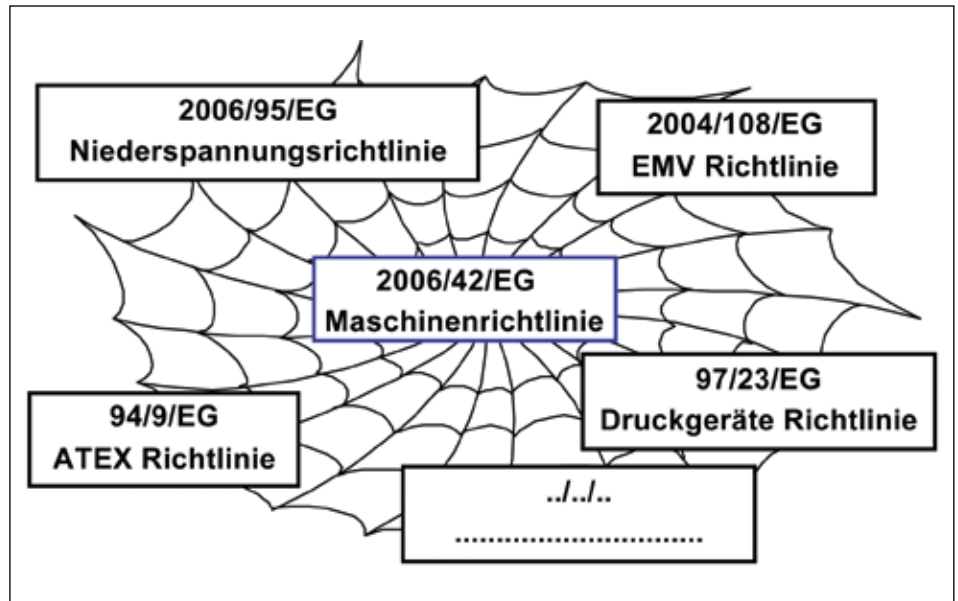 2006/95/EG
Niederspannungsrichtlinie
2004/108/EG
EMV Richtlinie
2006/42/EG
Maschinenrichtlinie
97/23/EG
Druckgeräte Richtlinie
94/9/EG
ATEX Richtlinie
../../..
..............................